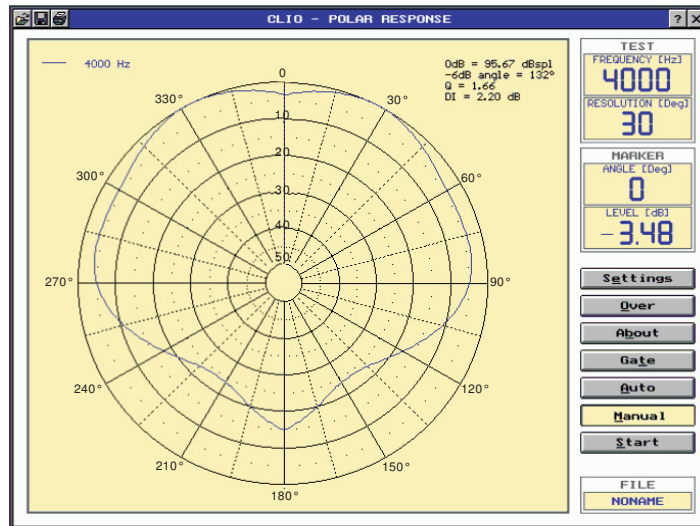 CLIO - POLAR RESPONSE
? X
4000 Hz
0dB = 95.67 dBspl
-6dB angle = 132°
Q = 1.66
DI = 2.20 dB
0
330°
30°
10
20
300°
60°
30
40
50
270°
90°
240°
120°
210°
150°
180°
TEST
FREQUENCY [Hz]
4000
RESOLUTION [Deg]
30
MARKER
ANGLE [Deg]
0
LEVEL [dB]
-3.48
Settings
Over
About
Gate
Auto
Manual
Start
FILE
NONAME